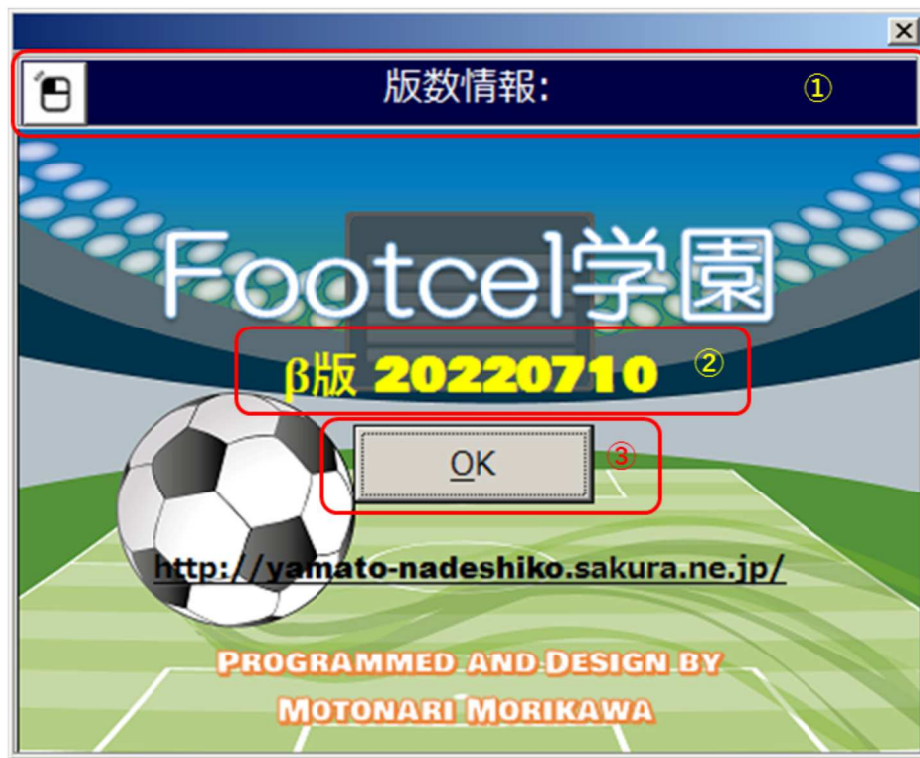 版数情報: ①
Footcel学園
β版 20220710 ②
OK ③
http://yamato-nadeshiko.sakura.ne.jp/
PROGRAMMED AND DESIGN BY
MOTONARI MORIKAWA